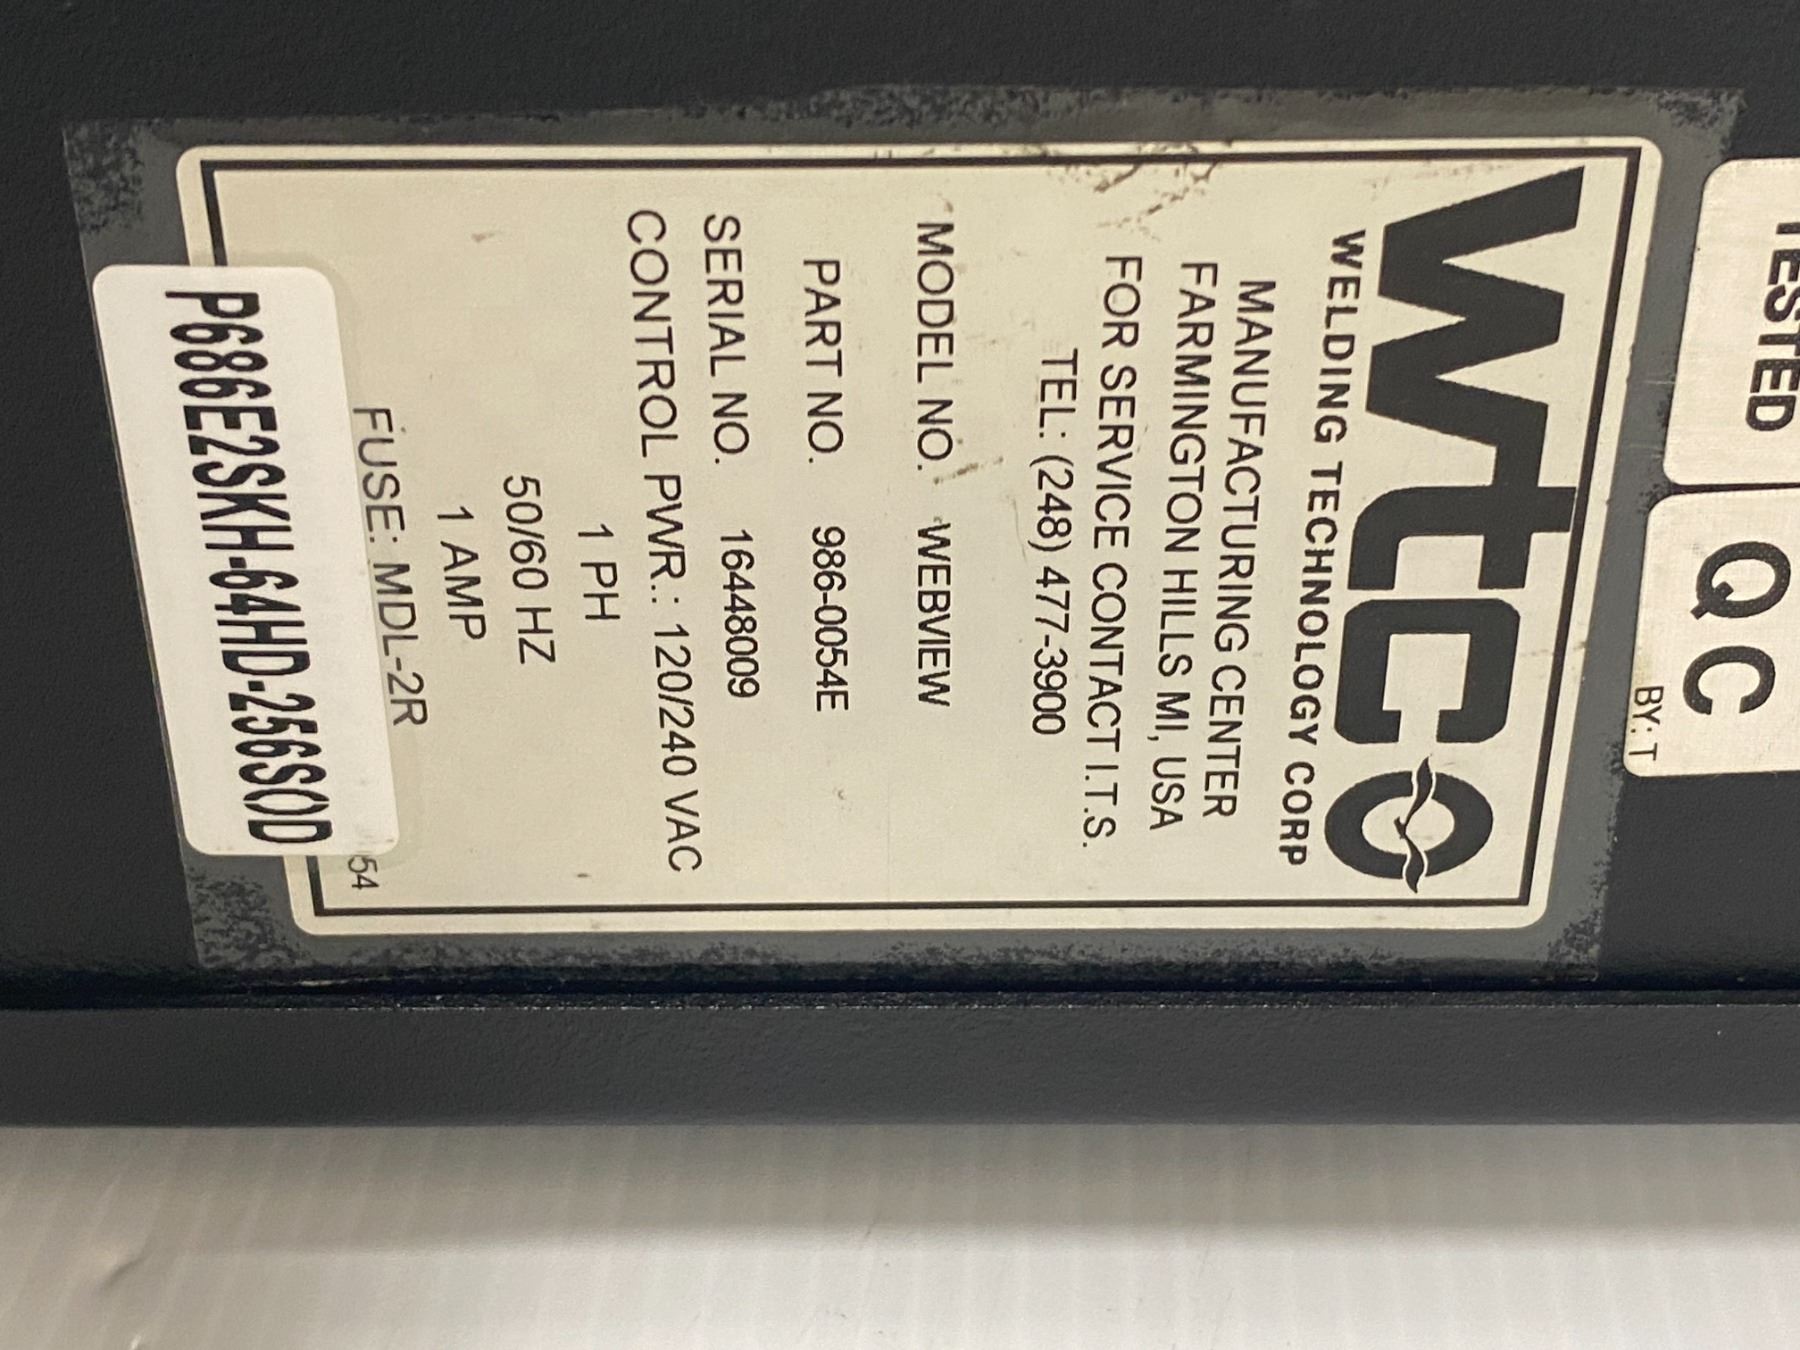 TESTED
QC
BY: T
wtco
WELDING TECHNOLOGY CORP
MANUFACTURING CENTER
FARMINGTON HILLS MI, USA
FOR SERVICE CONTACT I.T.S.
TEL: (248) 477-3900
MODEL NO. WEBVIEW
PART NO. 986-0054E
SERIAL NO. 16448009
CONTROL PWR.: 120/240 VAC
1 PH
50/60 HZ
1 AMP
FUSE: MDL-2R
54
P686E2SKH-64HD-256SOD